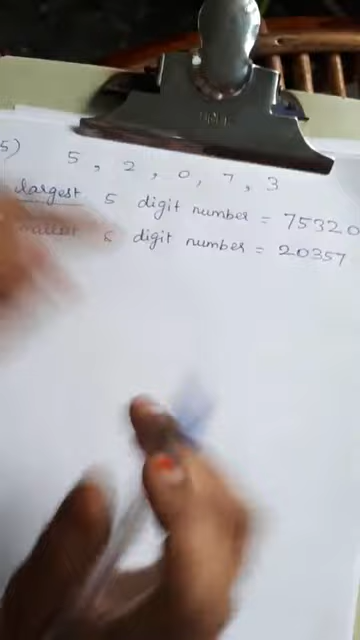 5) 5, 2, 0, 7, 3
largest 5 digit number = 75320
digit number = 20357